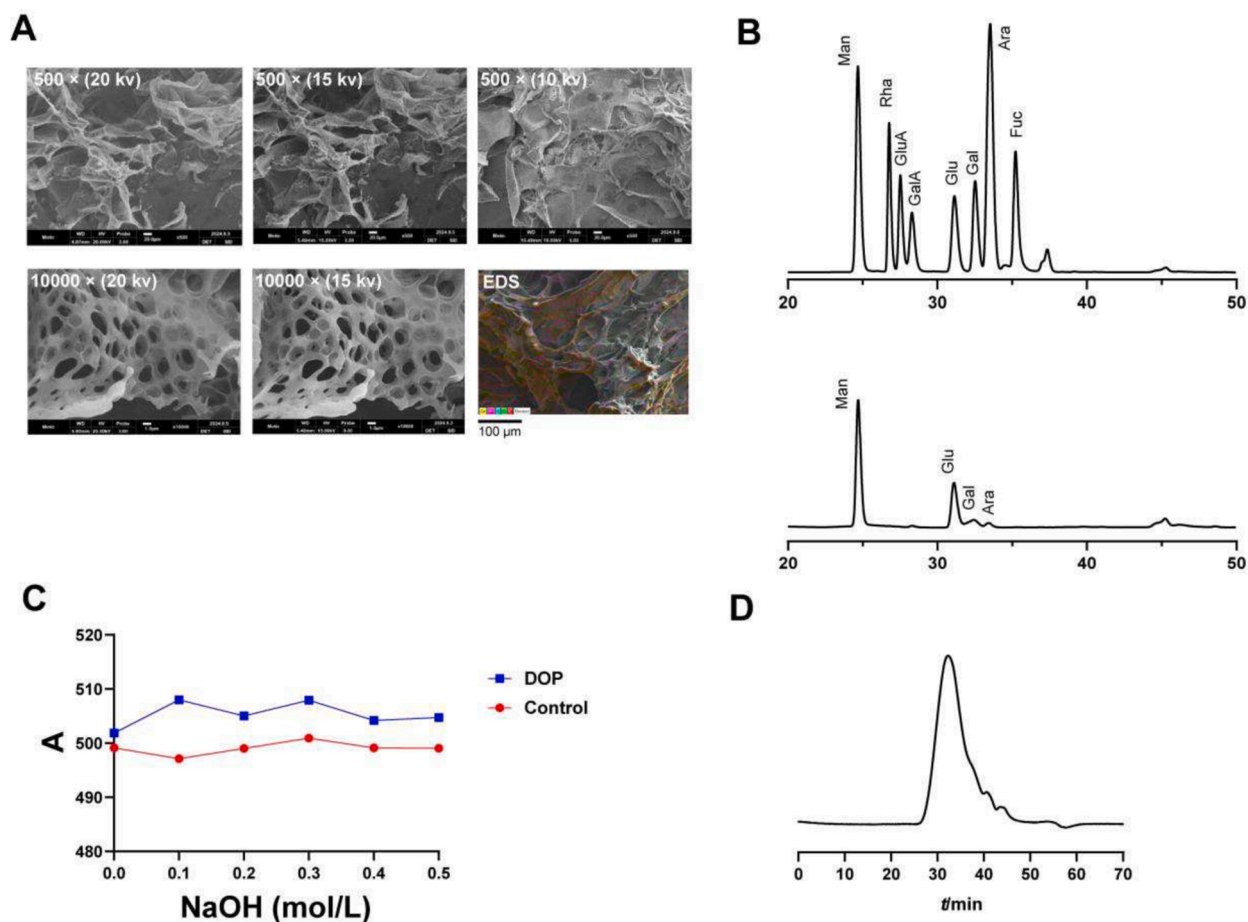 A
500 × (20 kv)
500 × (15 kv)
500 × (10 kv)
10000 × (20 kv)
10000 × (15 kv)
EDS
100 μm
B
Man
Rha
GluA
GalA
Glu
Gal
Ara
Fuc
20 30 40 50
Man
Glu
Gal
Ara
20 30 40 50
C
520
510
500
490
480
A
0.0 0.1 0.2 0.3 0.4 0.5
NaOH (mol/L)
DOP
Control
D
0 10 20 30 40 50 60 70
t/min